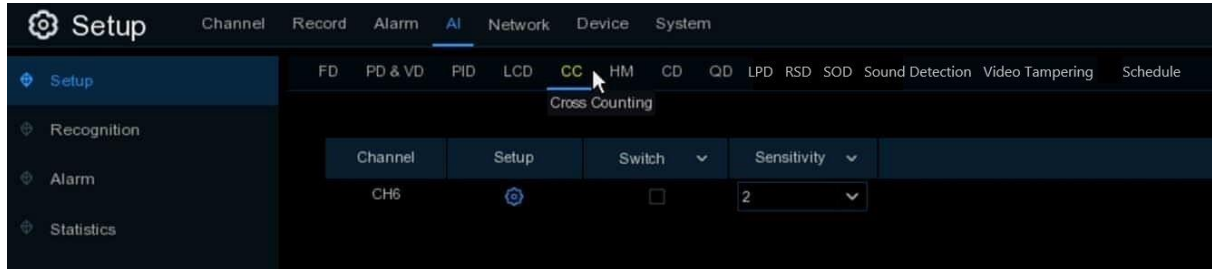 Setup Channel Record Alarm AI Network Device System
Setup FD PD & VD PID LCD CC HM CD QD LPD RSD SOD Sound Detection Video Tampering Schedule
Cross Counting
Recognition
Channel Setup Switch Sensitivity
Alarm
CH6 2
Statistics